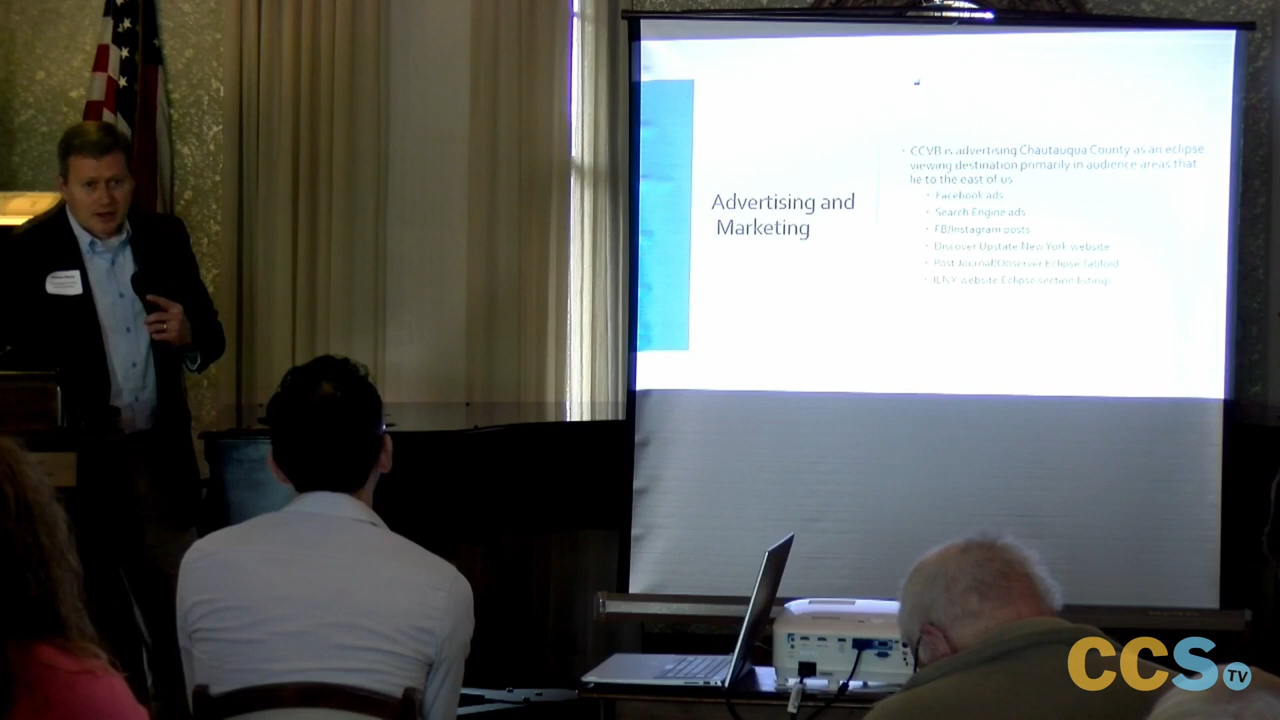 Advertising and
Marketing
CCVB is advertising Chautauqua County as an eclipse
viewing destination primarily in audience areas that
lie to the east of us
Facebook ads
Search Engine ads
FB/Instagram posts
Discover Upstate New York website
Post Journal/Observer Eclipse Tabloid
ILNY website Eclipse section listings
CCSTV